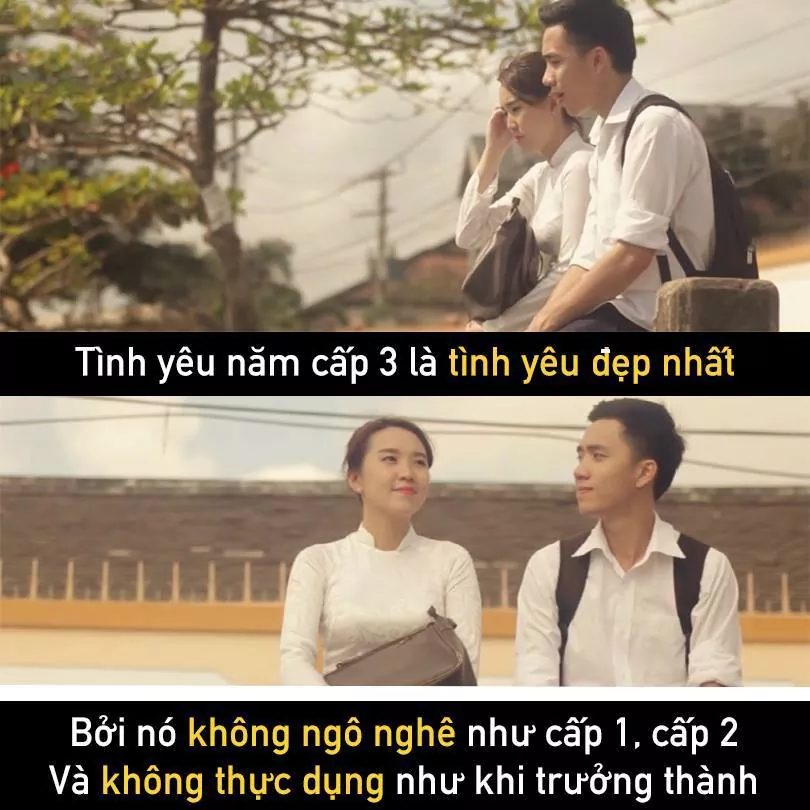 Tình yêu năm cấp 3 là tình yêu đẹp nhất
Bởi nó không ngô nghê như cấp 1, cấp 2
Và không thực dụng như khi trưởng thành